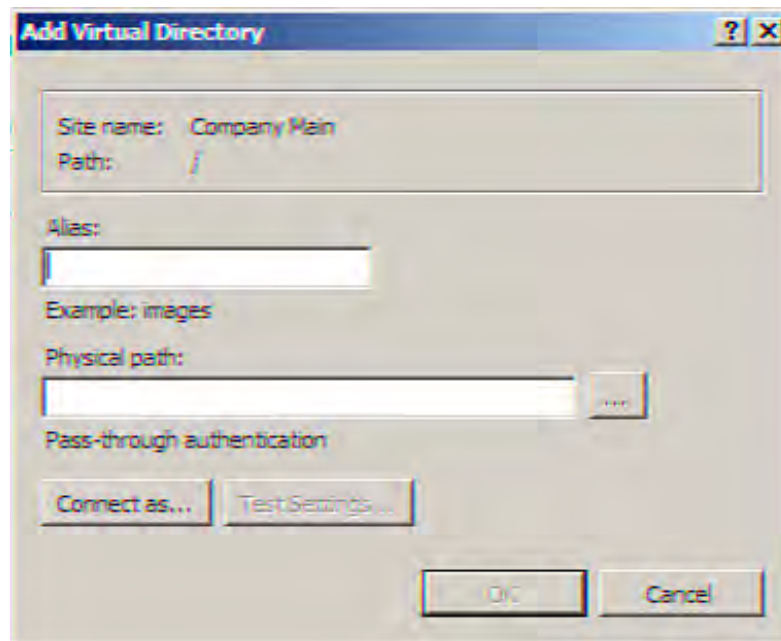 Add Virtual Directory
Site name: Company Main
Path: /
Alias:
Example: images
Physical path:
...
Pass-through authentication
Connect as... Test Settings...
OK Cancel